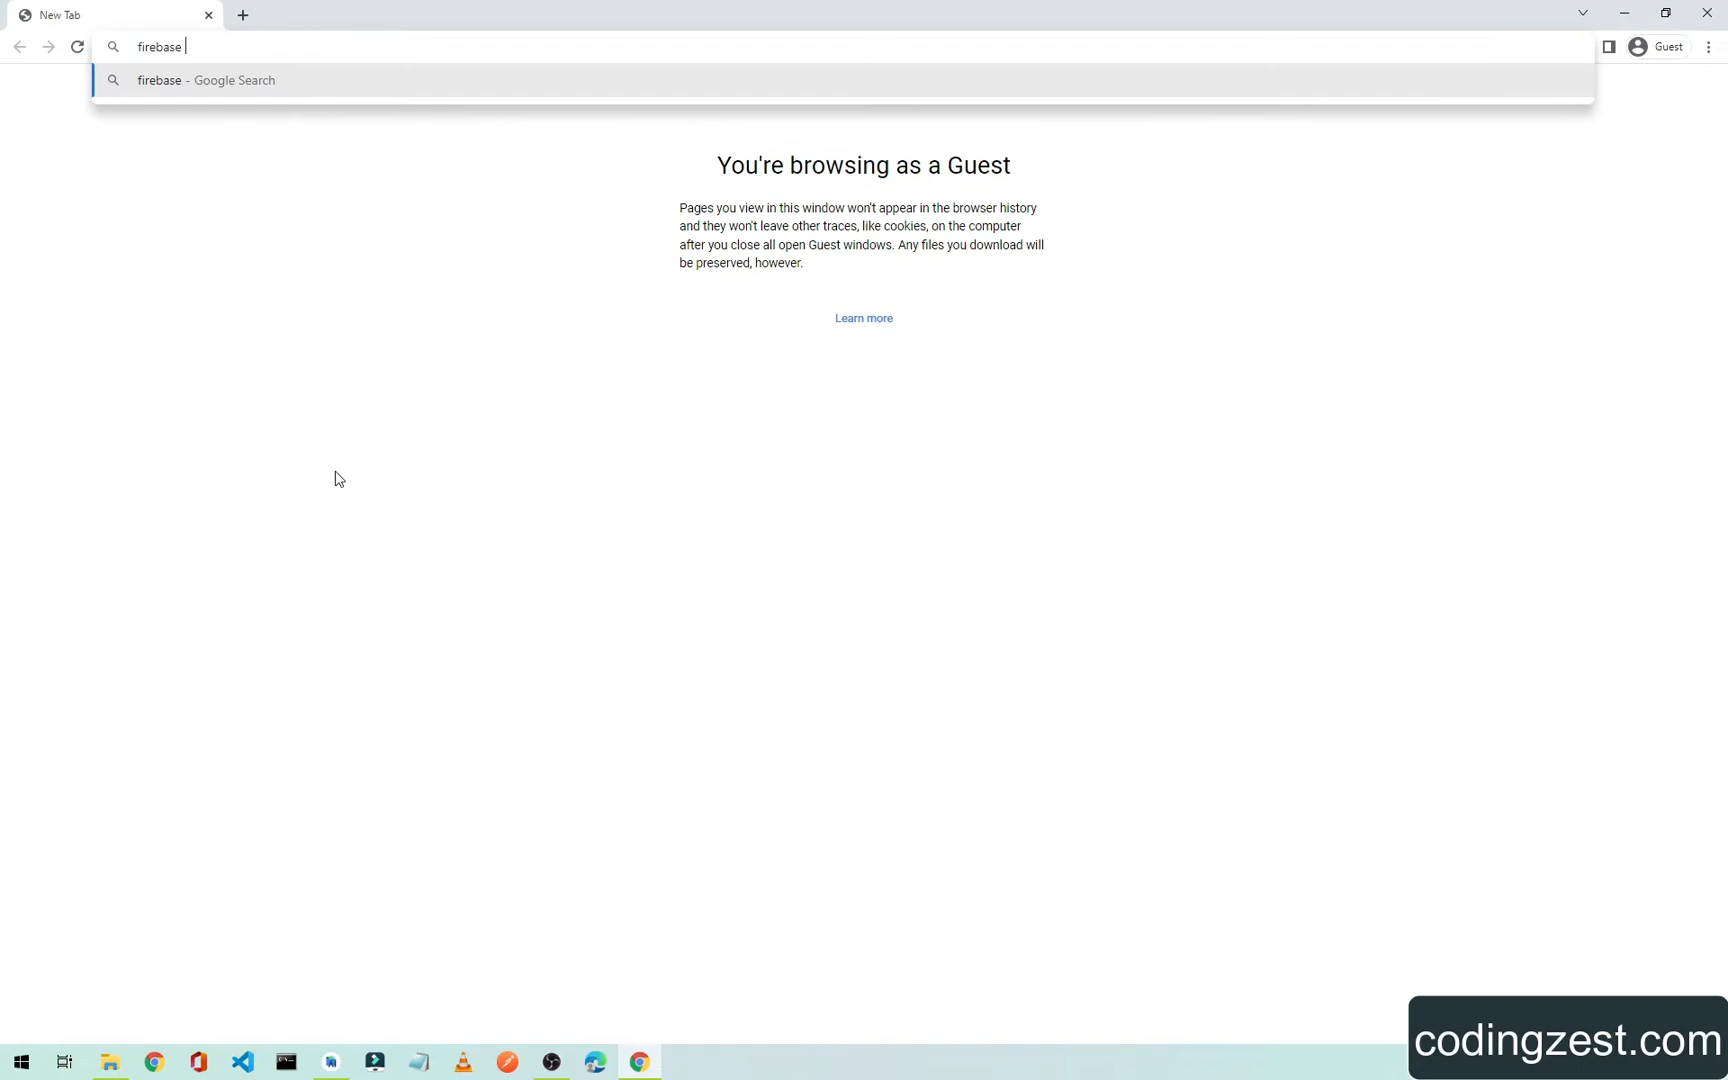 New Tab
firebase
Guest
firebase - Google Search
You're browsing as a Guest
Pages you view in this window won't appear in the browser history
and they won't leave other traces, like cookies, on the computer
after you close all open Guest windows. Any files you download will
be preserved, however.
Learn more
codingzest.com